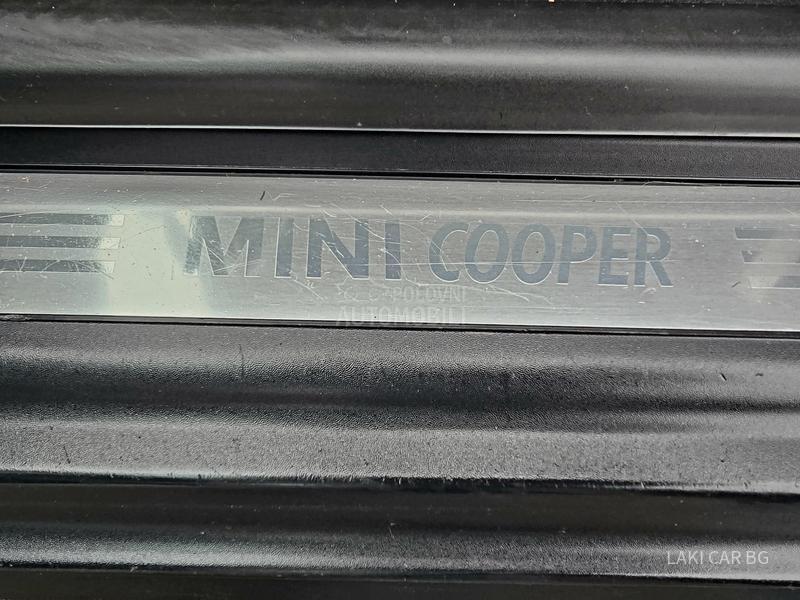 MINI COOPER
POLOVNI
AUTOMOBILI
LAKI CAR BG